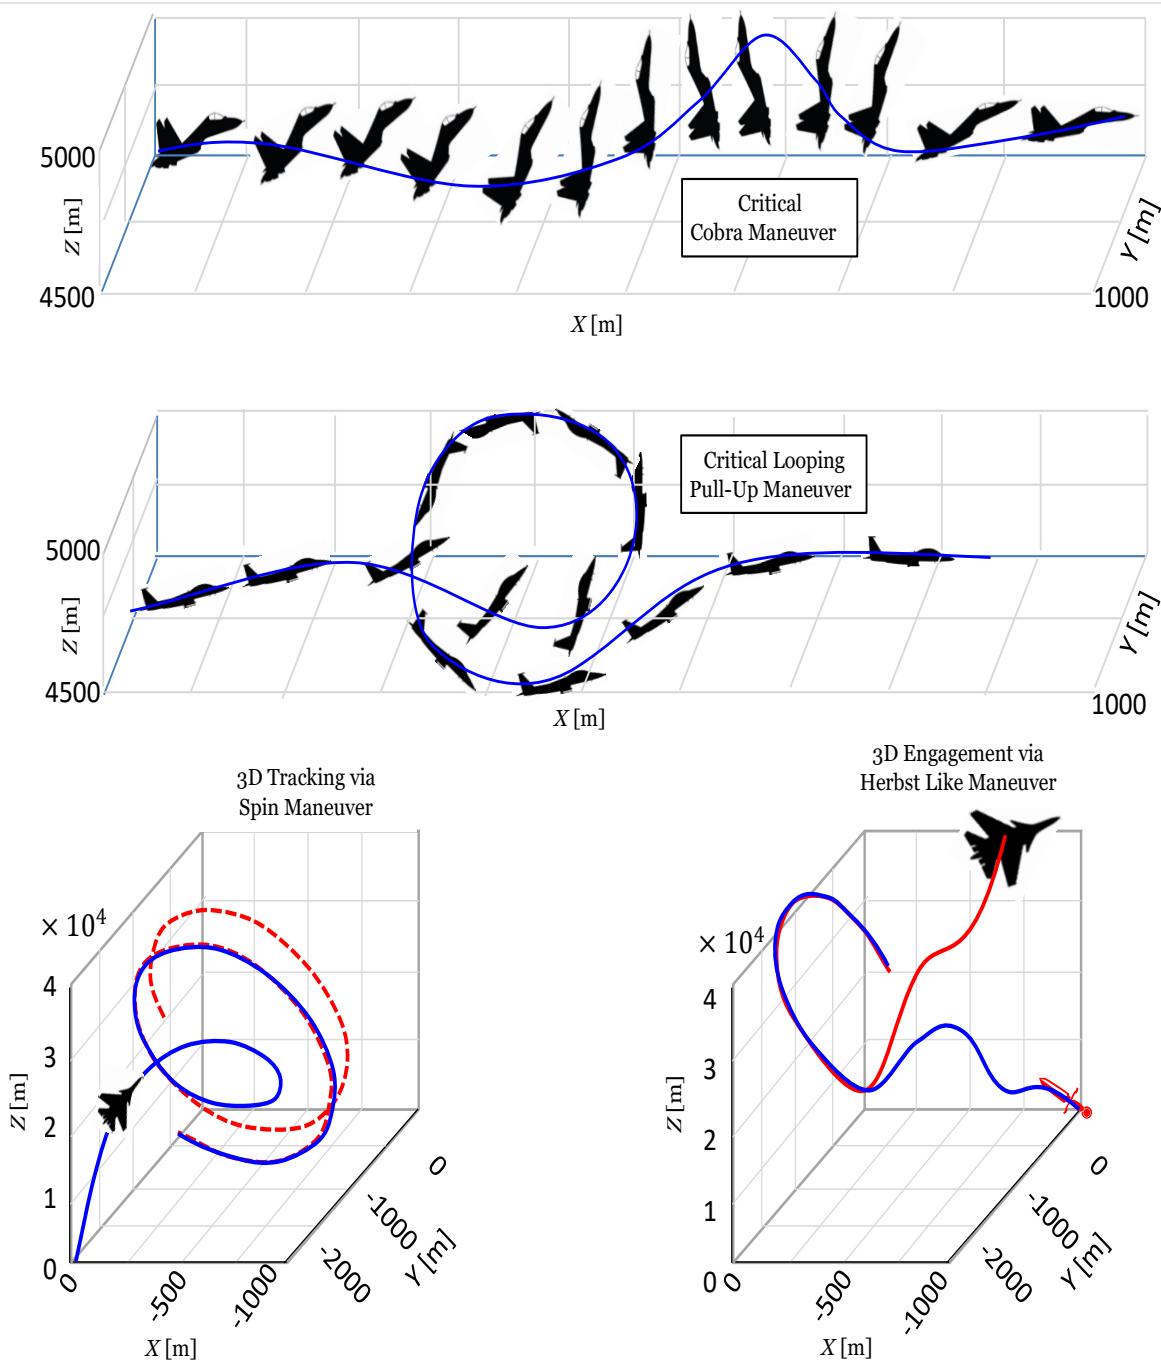 5000
Z [m]
4500
Critical
Cobra Maneuver
Y [m]
1000
X [m]
5000
Z [m]
4500
Critical Looping
Pull-Up Maneuver
Y [m]
1000
X [m]
3D Tracking via
Spin Maneuver
× 10⁴
4
3
2
1
0
Z [m]
0
-500
-1000
X [m]
-2000
-1000
0
Y [m]
3D Engagement via
Herbst Like Maneuver
× 10⁴
4
3
2
1
0
Z [m]
0
-500
-1000
X [m]
-2000
-1000
0
Y [m]